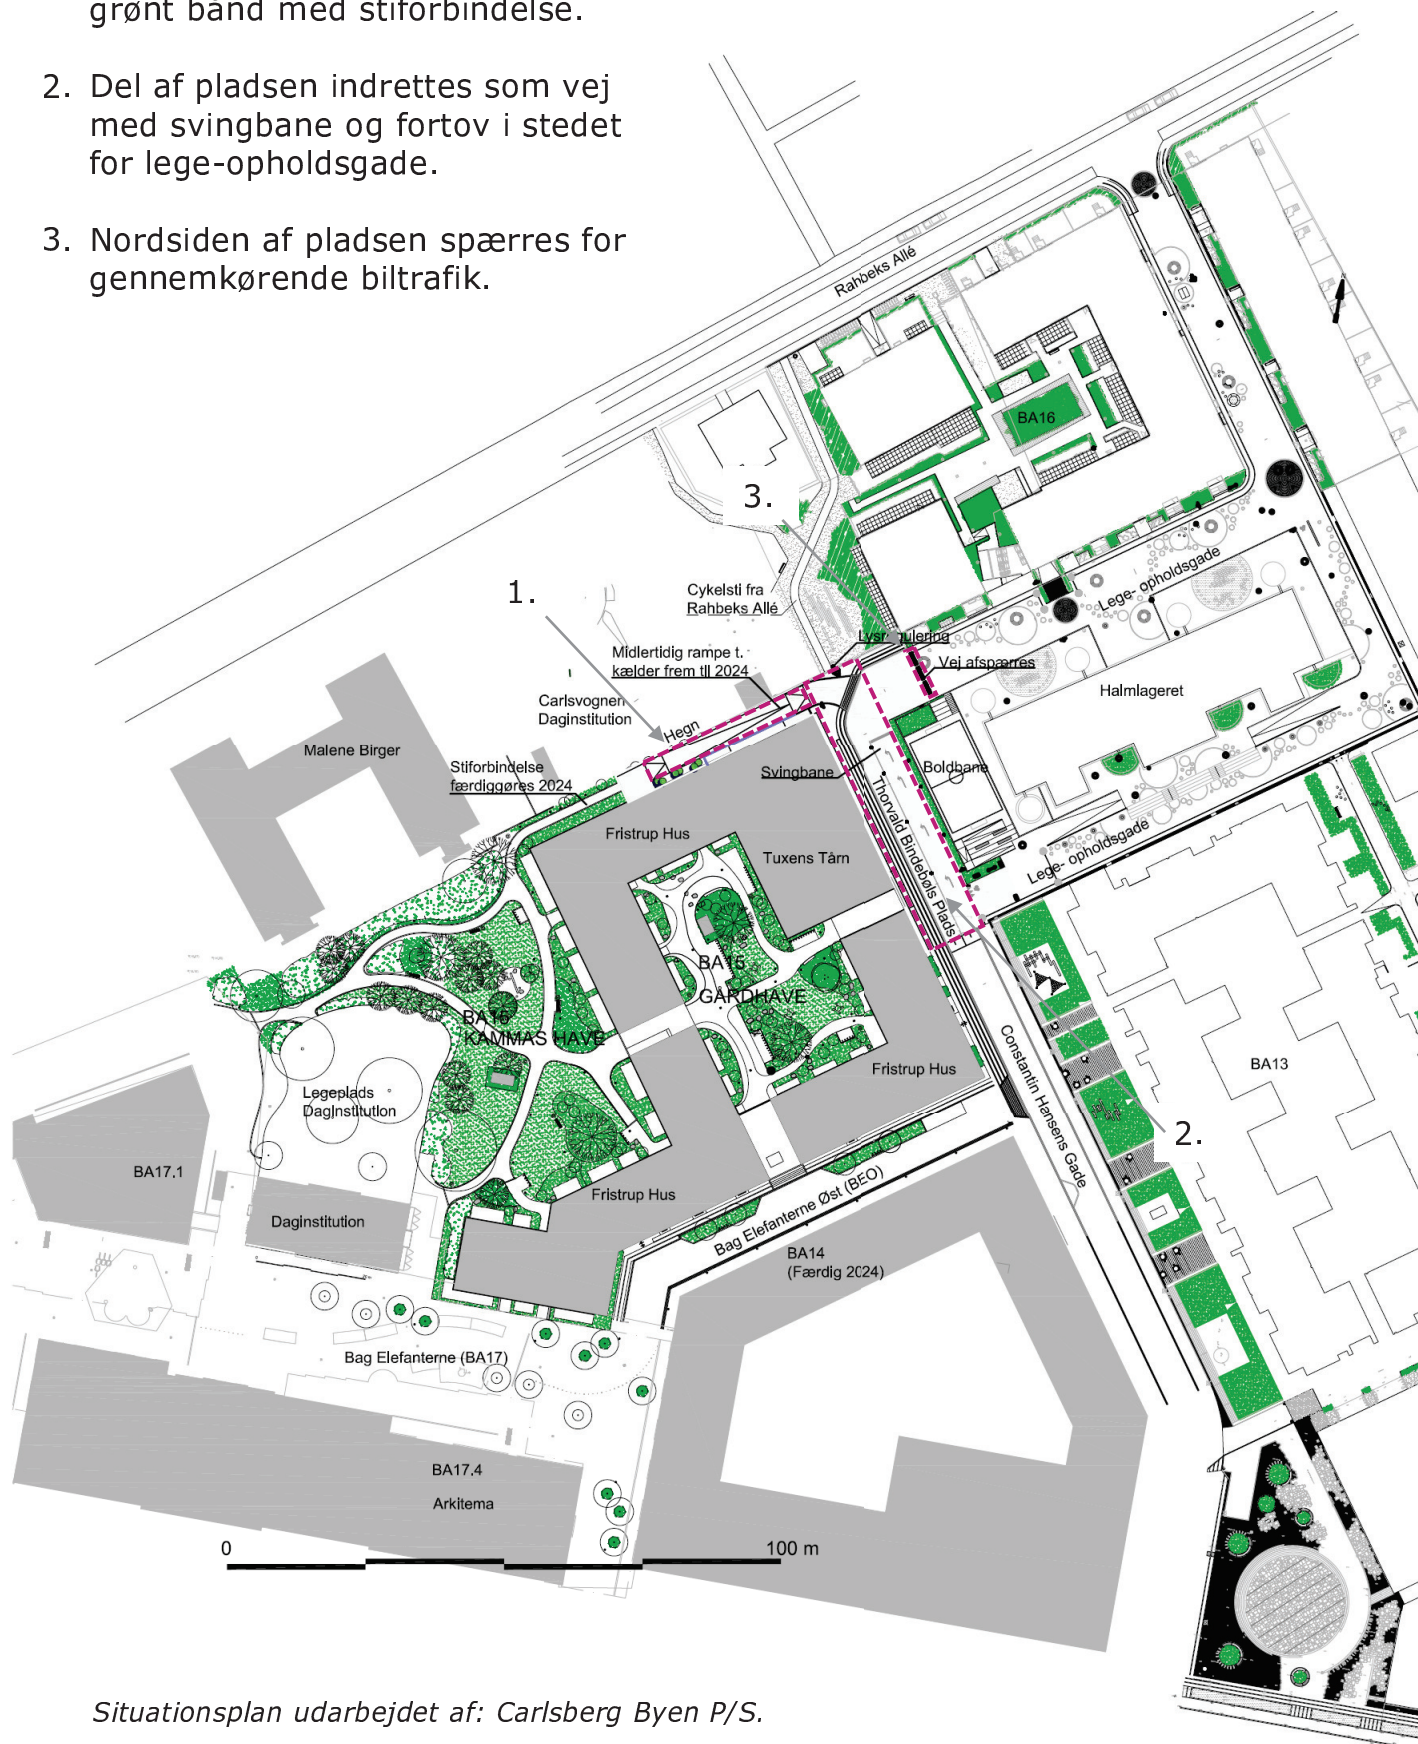 grønt bånd med stiforbindelse.
2. Del af pladsen indrettes som vej
med svingbane og fortov i stedet
for lege-opholdsgade.
3. Nordsiden af pladsen spærres for
gennemkørende biltrafik.
Rahbeks Allé
BA16
3.
1.
Cykelsti fra
Rahbeks Allé
Lege- opholdsgade
Lysregulering
Midlertidig rampe t.
kælder frem til 2024
Vej afspærres
Halmlageret
Carlsvognen
Daginstitution
Hegn
Malene Birger
Stiforbindelse
færdiggøres 2024
Svingbane
Boldbane
Thorvald Bindebøls Plads
Fristrup Hus
Tuxens Tårn
Lege- opholdsgade
BA15
GÅRDHAVE
BA16
KAMMAS HAVE
Constantin Hansens Gade
BA13
Fristrup Hus
Legeplads
Daginstitution
2.
BA17.1
Fristrup Hus
Daginstitution
Bag Elefanterne Øst (BEO)
BA14
(Færdig 2024)
Bag Elefanterne (BA17)
BA17.4
Arkitema
0
100 m
Situationsplan udarbejdet af: Carlsberg Byen P/S.